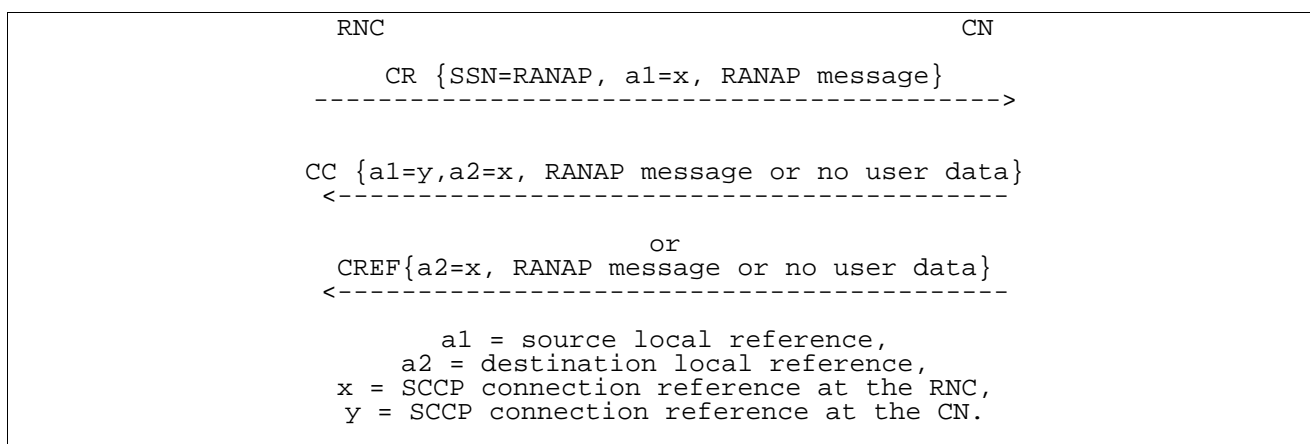 RNC CN
CR {SSN=RANAP, a1=x, RANAP message}
------------------------------------------->
CC {a1=y,a2=x, RANAP message or no user data}
<------------------------------------------
or
CREF{a2=x, RANAP message or no user data}
<------------------------------------------
a1 = source local reference,
a2 = destination local reference,
x = SCCP connection reference at the RNC,
y = SCCP connection reference at the CN.